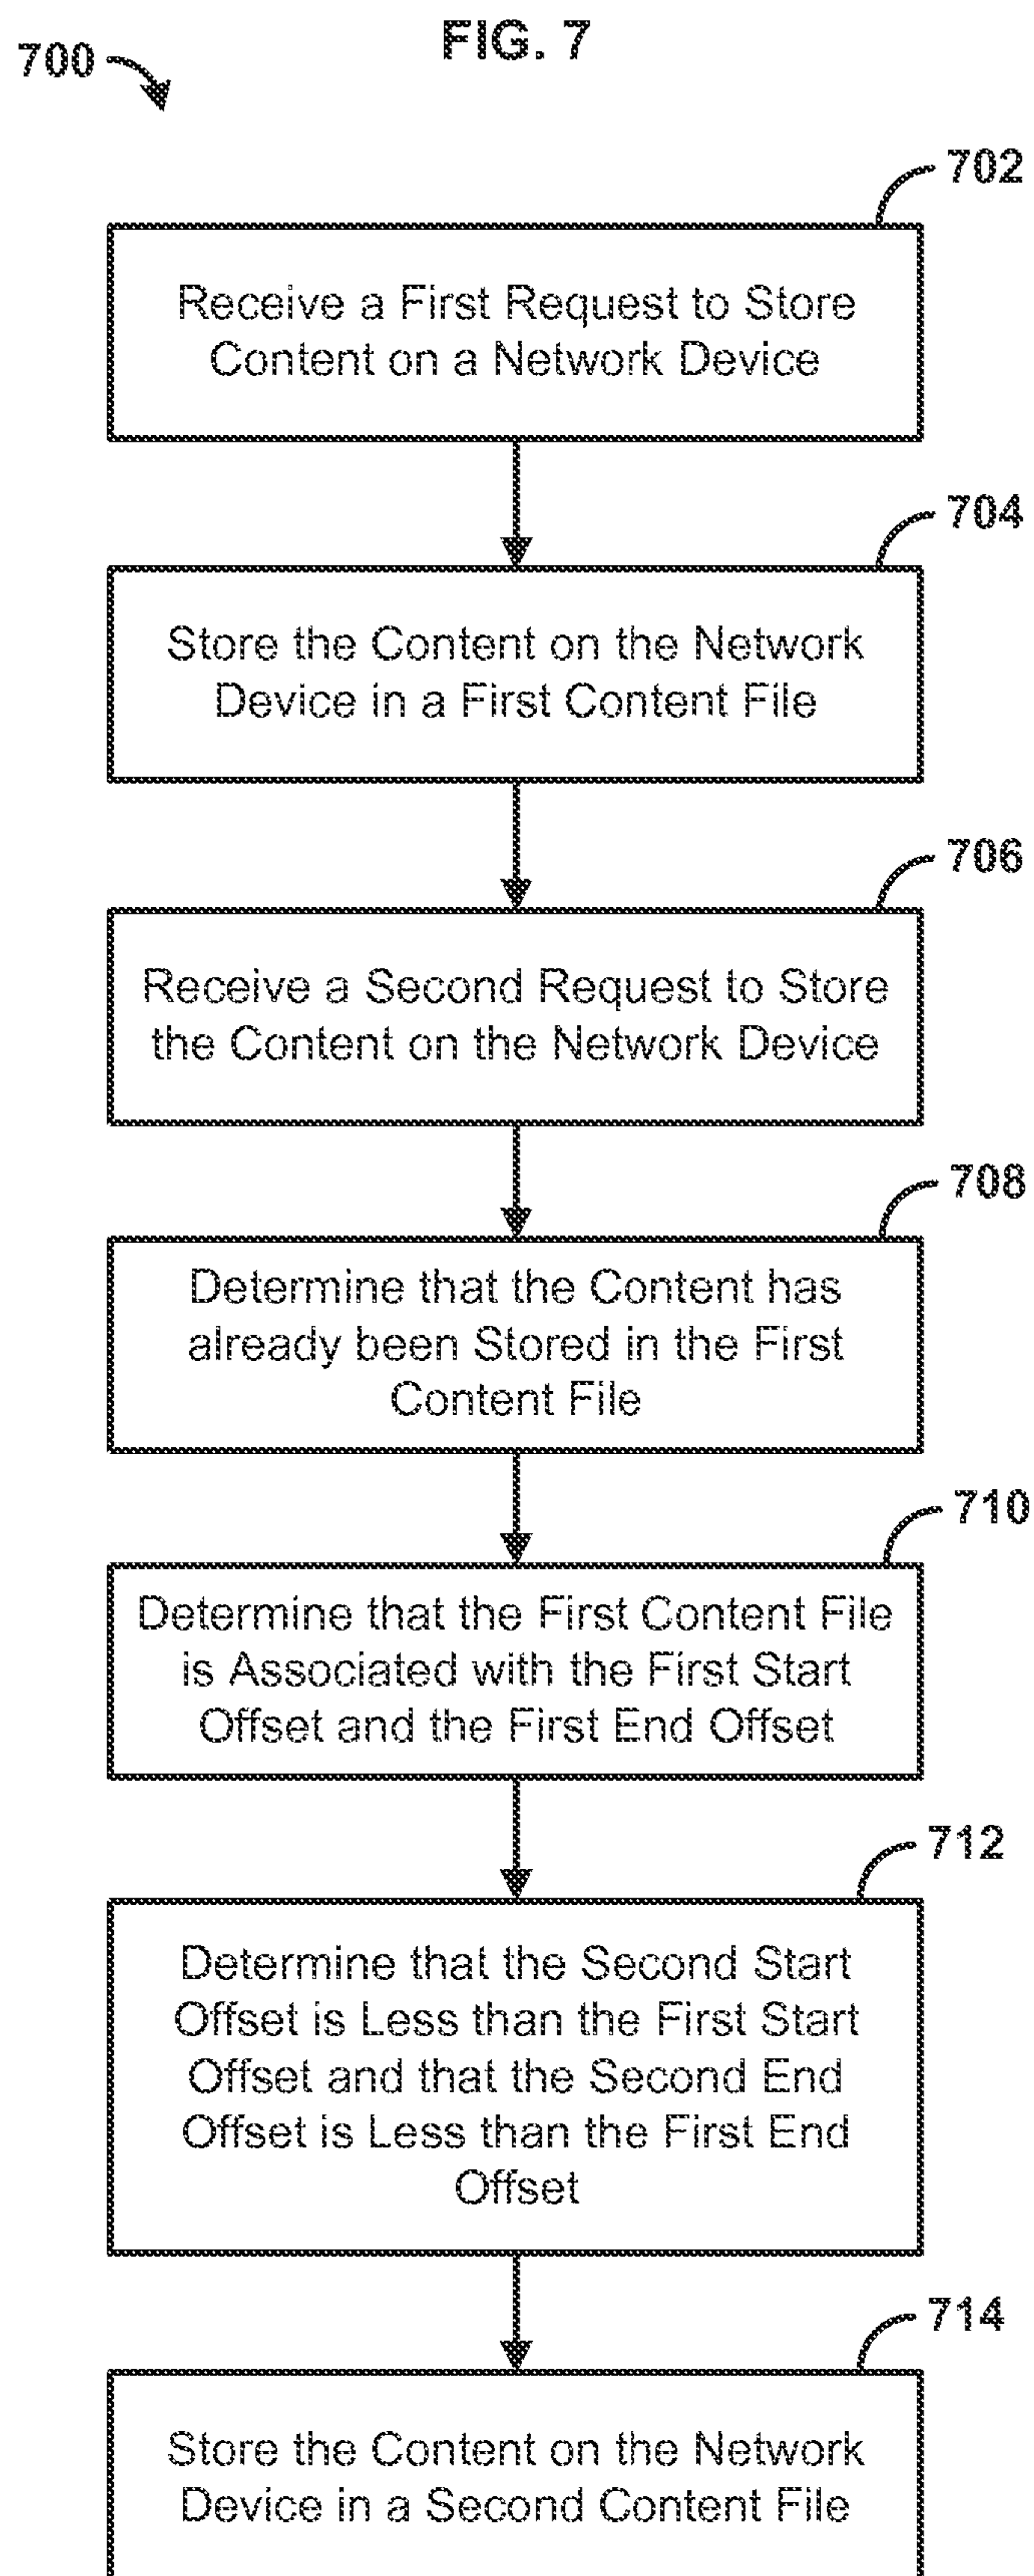 FIG. 7
700
702
Receive a First Request to Store
Content on a Network Device
704
Store the Content on the Network
Device in a First Content File
706
Receive a Second Request to Store
the Content on the Network Device
708
Determine that the Content has
already been Stored in the First
Content File
710
Determine that the First Content File
is Associated with the First Start
Offset and the First End Offset
712
Determine that the Second Start
Offset is Less than the First Start
Offset and that the Second End
Offset is Less than the First End
Offset
714
Store the Content on the Network
Device in a Second Content File